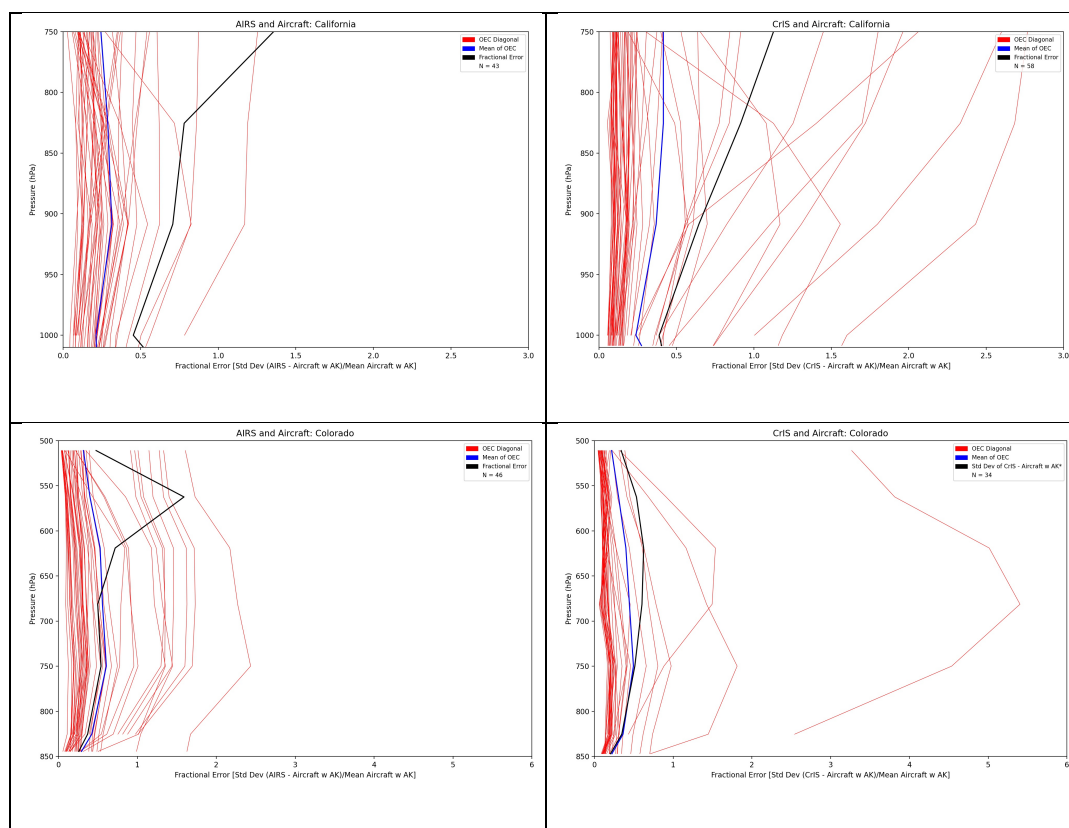 AIRS and Aircraft: California
OEC Diagonal
Mean of OEC
Fractional Error
N = 43
Pressure (hPa)
750
800
850
900
950
1000
0.0 0.5 1.0 1.5 2.0 2.5 3.0
Fractional Error [Std Dev (AIRS - Aircraft w AK)/Mean Aircraft w AK]
CrIS and Aircraft: California
OEC Diagonal
Mean of OEC
Fractional Error
N = 58
Pressure (hPa)
750
800
850
900
950
1000
0.0 0.5 1.0 1.5 2.0 2.5 3.0
Fractional Error [Std Dev (CrIS - Aircraft w AK)/Mean Aircraft w AK]
AIRS and Aircraft: Colorado
OEC Diagonal
Mean of OEC
Fractional Error
N = 46
Pressure (hPa)
500
550
600
650
700
750
800
850
0 1 2 3 4 5 6
Fractional Error [Std Dev (AIRS - Aircraft w AK)/Mean Aircraft w AK]
CrIS and Aircraft: Colorado
OEC Diagonal
Mean of OEC
Std Dev of CrIS - Aircraft w AK*
N = 34
Pressure (hPa)
500
550
600
650
700
750
800
850
0 1 2 3 4 5 6
Fractional Error [Std Dev (CrIS - Aircraft w AK)/Mean Aircraft w AK]